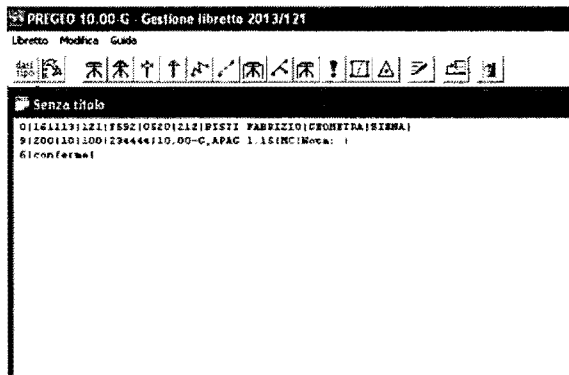 PREGEO 10.00-G - Gestione libretto 2013/121
Libretto Modifica Guida
Senza titolo
0|161113|121|F592|0520|212|PISTI FABRIZIO|GEOMETRA|SIENA|
9|200|10|100|234444|10.00-G,APAG 1.15|MC|Nota: |
6|conferma|